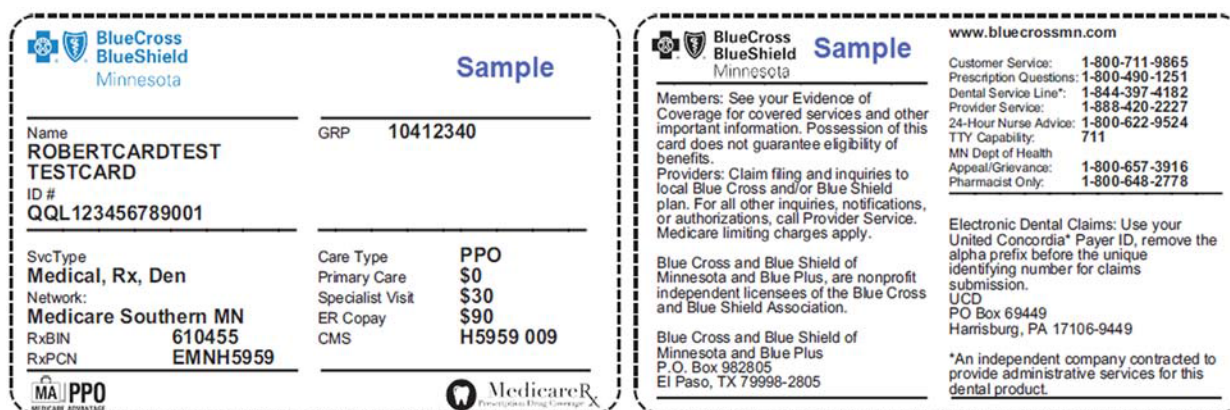 BlueCross
BlueShield
Minnesota
Sample
Name
ROBERTCARDTEST
TESTCARD
ID #
QQL123456789001
GRP 10412340
SvcType
Medical, Rx, Den
Network:
Medicare Southern MN
RxBIN 610455
RxPCN EMNH5959
Care Type PPO
Primary Care $0
Specialist Visit $30
ER Copay $90
CMS H5959 009
MA PPO
MEDICARE ADVANTAGE
MedicareRx
Prescription Drug Coverage
BlueCross
BlueShield
Minnesota
Sample
Members: See your Evidence of
Coverage for covered services and other
important information. Possession of this
card does not guarantee eligibility of
benefits.
Providers: Claim filing and inquiries to
local Blue Cross and/or Blue Shield
plan. For all other inquiries, notifications,
or authorizations, call Provider Service.
Medicare limiting charges apply.
Blue Cross and Blue Shield of
Minnesota and Blue Plus, are nonprofit
independent licensees of the Blue Cross
and Blue Shield Association.
Blue Cross and Blue Shield of
Minnesota and Blue Plus
P.O. Box 982805
El Paso, TX 79998-2805
www.bluecrossmn.com
Customer Service: 1-800-711-9865
Prescription Questions: 1-800-490-1251
Dental Service Line*: 1-844-397-4182
Provider Service: 1-888-420-2227
24-Hour Nurse Advice: 1-800-622-9524
TTY Capability: 711
MN Dept of Health
Appeal/Grievance: 1-800-657-3916
Pharmacist Only: 1-800-648-2778
Electronic Dental Claims: Use your
United Concordia* Payer ID, remove the
alpha prefix before the unique
identifying number for claims
submission.
UCD
PO Box 69449
Harrisburg, PA 17106-9449
*An independent company contracted to
provide administrative services for this
dental product.